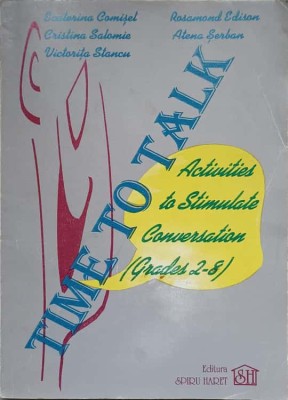 Ecaterina Comişel
Cristina Salomie
Victoriţa Stancu
Rosamond Edison
Atena Şerban
TIME TO TALK
Activities
to Stimulate
Conversation
(Grades 2-8)
Editura
SPIRU HARET
SH